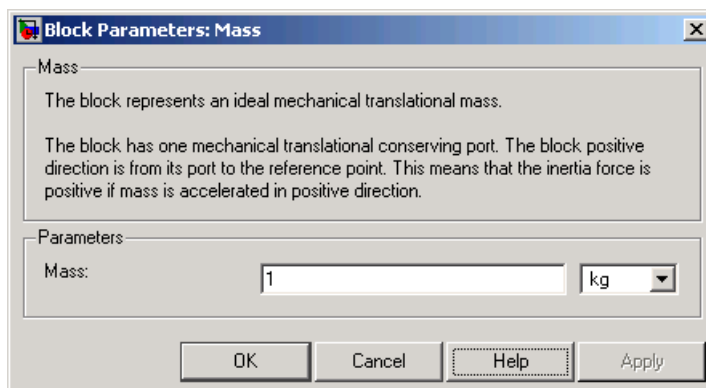 Block Parameters: Mass
Mass
The block represents an ideal mechanical translational mass.
The block has one mechanical translational conserving port. The block positive
direction is from its port to the reference point. This means that the inertia force is
positive if mass is accelerated in positive direction.
Parameters
Mass: 1 kg
OK Cancel Help Apply